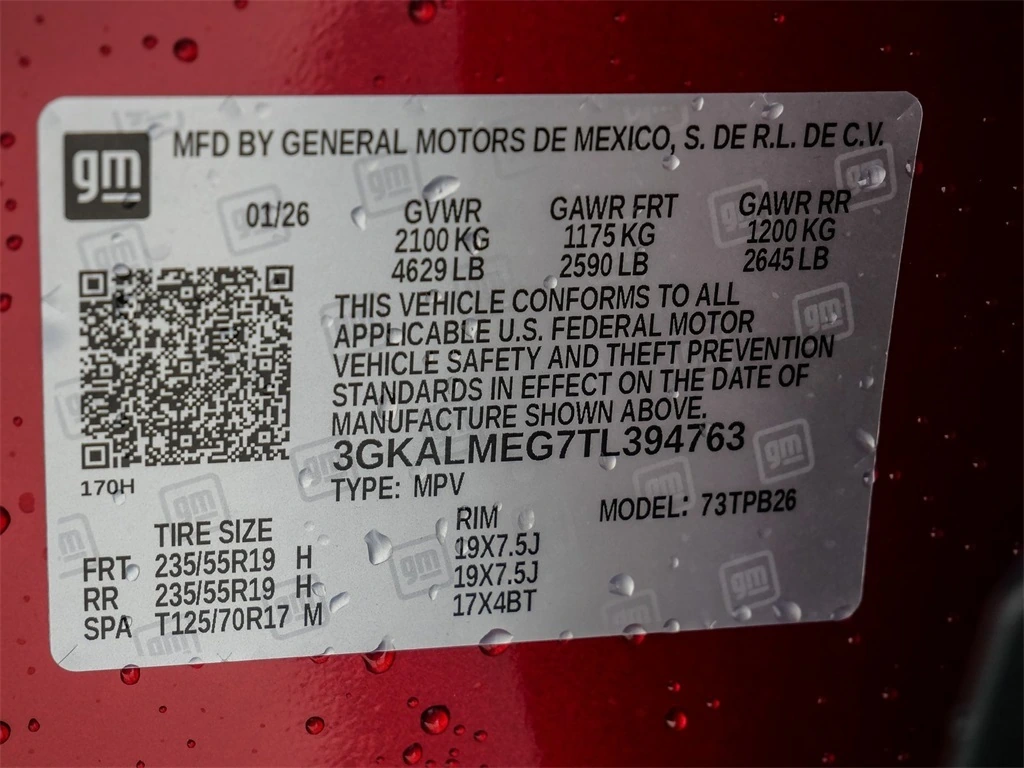 gm
MFD BY GENERAL MOTORS DE MEXICO, S. DE R.L. DE C.V.
01/26 GVWR GAWR FRT GAWR RR
2100 KG 1175 KG 1200 KG
4629 LB 2590 LB 2645 LB
THIS VEHICLE CONFORMS TO ALL
APPLICABLE U.S. FEDERAL MOTOR
VEHICLE SAFETY AND THEFT PREVENTION
STANDARDS IN EFFECT ON THE DATE OF
MANUFACTURE SHOWN ABOVE.
3GKALMEG7TL394763
170H
TYPE: MPV MODEL: 73TPB26
TIRE SIZE RIM
FRT 235/55R19 H 19X7.5J
RR 235/55R19 H 19X7.5J
SPA T125/70R17 M 17X4BT